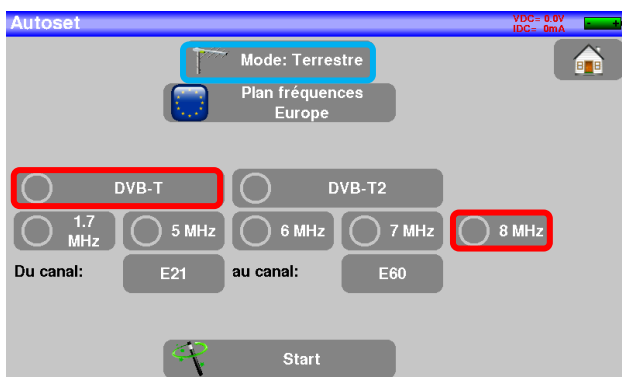 Autoset
VDC= 0.0V
IDC= 0mA
Mode: Terrestre
Plan fréquences
Europe
DVB-T
DVB-T2
1.7
MHz
5 MHz
6 MHz
7 MHz
8 MHz
Du canal:
E21
au canal:
E60
Start